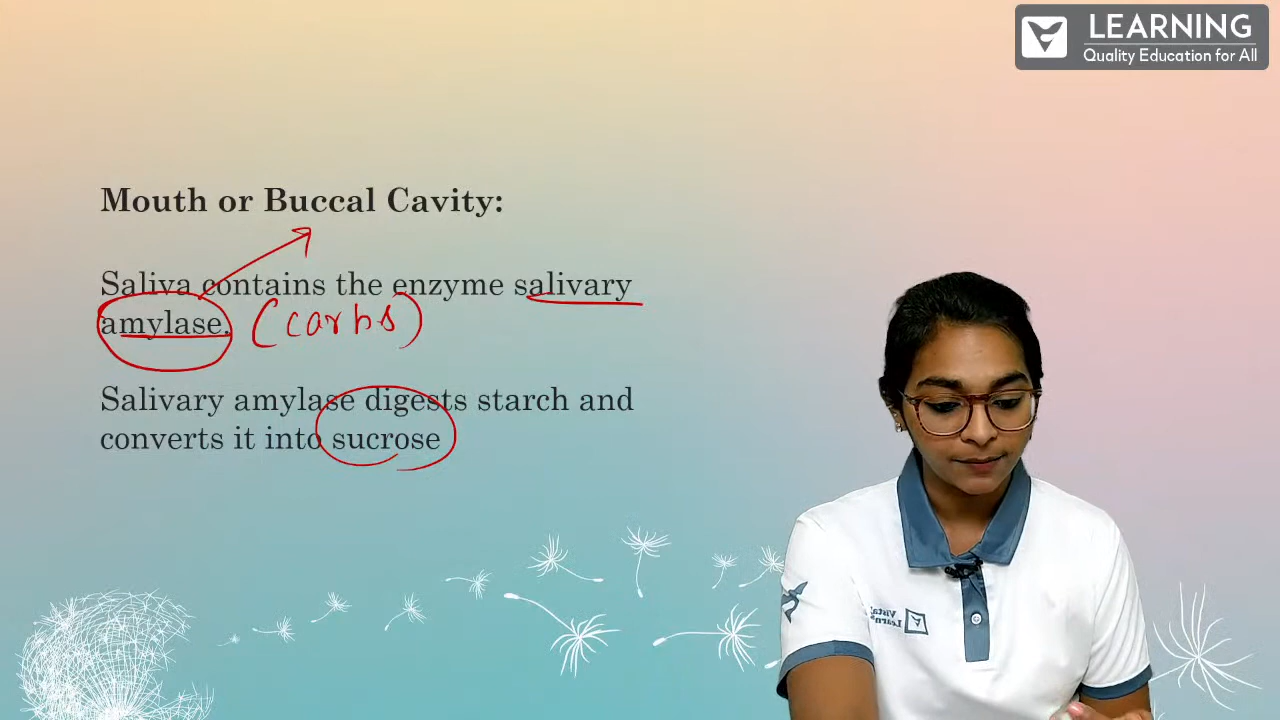 LEARNING
Quality Education for All
Mouth or Buccal Cavity:
Saliva contains the enzyme salivary
amylase. (carbs)
Salivary amylase digests starch and
converts it into sucrose